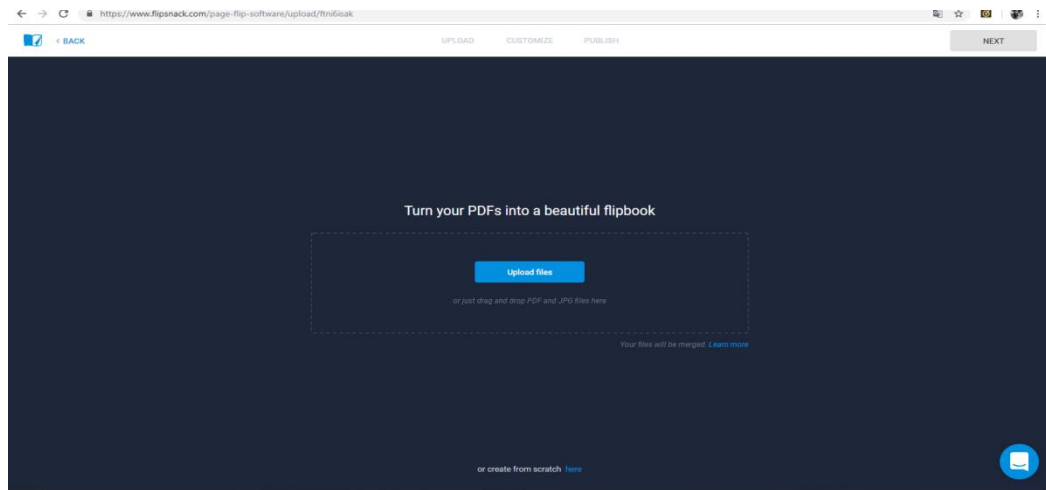 https://www.flipsnack.com/page-flip-software/upload/ftni6isak
< BACK UPLOAD CUSTOMIZE PUBLISH NEXT
Turn your PDFs into a beautiful flipbook
Upload files
or just drag and drop PDF and JPG files here
Your files will be merged. Learn more
or create from scratch here